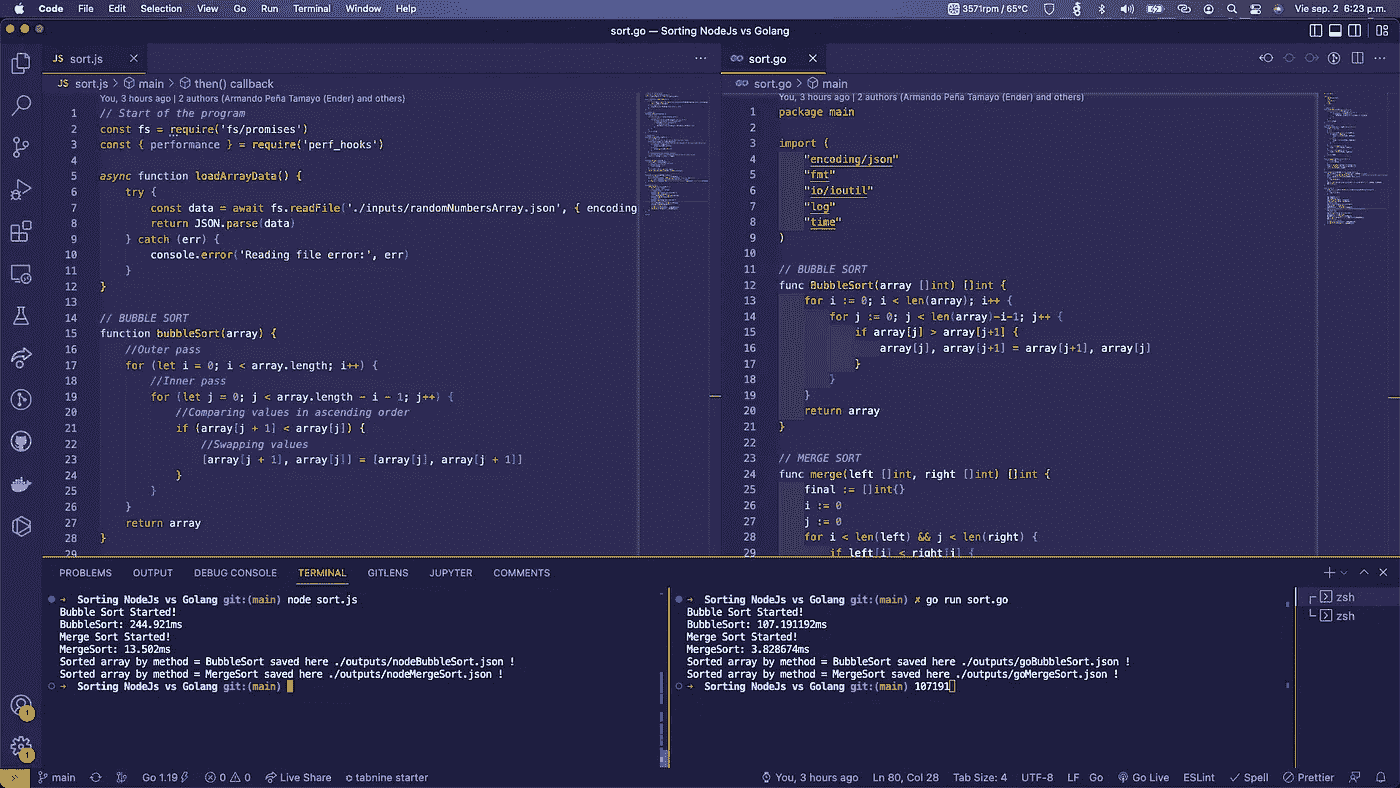 Code File Edit Selection View Go Run Terminal Window Help
3571rpm / 65°C
Vie sep. 2 6:23 p.m.
sort.go — Sorting NodeJs vs Golang
JS sort.js
JS sort.js > main > then() callback
You, 3 hours ago | 2 authors (Armando Peña Tamayo (Ender) and others)
1 // Start of the program
2 const fs = require('fs/promises')
3 const { performance } = require('perf_hooks')
4
5 async function loadArrayData() {
6 try {
7 const data = await fs.readFile('./inputs/randomNumbersArray.json', { encoding
8 return JSON.parse(data)
9 } catch (err) {
10 console.error('Reading file error:', err)
11 }
12 }
13
14 // BUBBLE SORT
15 function bubbleSort(array) {
16 //Outer pass
17 for (let i = 0; i < array.length; i++) {
18 //Inner pass
19 for (let j = 0; j < array.length - i - 1; j++) {
20 //Comparing values in ascending order
21 if (array[j + 1] < array[j]) {
22 //Swapping values
23 [array[j + 1], array[j]] = [array[j], array[j + 1]]
24 }
25 }
26 }
27 return array
28 }
29
sort.go
sort.go > main
You, 3 hours ago | 2 authors (Armando Peña Tamayo (Ender) and others)
1 package main
2
3 import (
4 "encoding/json"
5 "fmt"
6 "io/ioutil"
7 "log"
8 "time"
9 )
10
11 // BUBBLE SORT
12 func BubbleSort(array []int) []int {
13 for i := 0; i < len(array); i++ {
14 for j := 0; j < len(array)-i-1; j++ {
15 if array[j] > array[j+1] {
16 array[j], array[j+1] = array[j+1], array[j]
17 }
18 }
19 }
20 return array
21 }
22
23 // MERGE SORT
24 func merge(left []int, right []int) []int {
25 final := []int{}
26 i := 0
27 j := 0
28 for i < len(left) && j < len(right) {
29 if left[i] < right[j] {
PROBLEMS OUTPUT DEBUG CONSOLE TERMINAL GITLENS JUPYTER COMMENTS
→ Sorting NodeJs vs Golang git:(main) node sort.js
Bubble Sort Started!
BubbleSort: 244.921ms
Merge Sort Started!
MergeSort: 13.502ms
Sorted array by method = BubbleSort saved here ./outputs/nodeBubbleSort.json !
Sorted array by method = MergeSort saved here ./outputs/nodeMergeSort.json !
→ Sorting NodeJs vs Golang git:(main)
→ Sorting NodeJs vs Golang git:(main) ✗ go run sort.go
Bubble Sort Started!
BubbleSort: 107.191192ms
Merge Sort Started!
MergeSort: 3.828674ms
Sorted array by method = BubbleSort saved here ./outputs/goBubbleSort.json !
Sorted array by method = MergeSort saved here ./outputs/goMergeSort.json !
→ Sorting NodeJs vs Golang git:(main) 107191
zsh
zsh
1
1
main Go 1.19 0 0 Live Share tabnine starter
You, 3 hours ago Ln 80, Col 28 Tab Size: 4 UTF-8 LF Go Go Live ESLint Spell Prettier